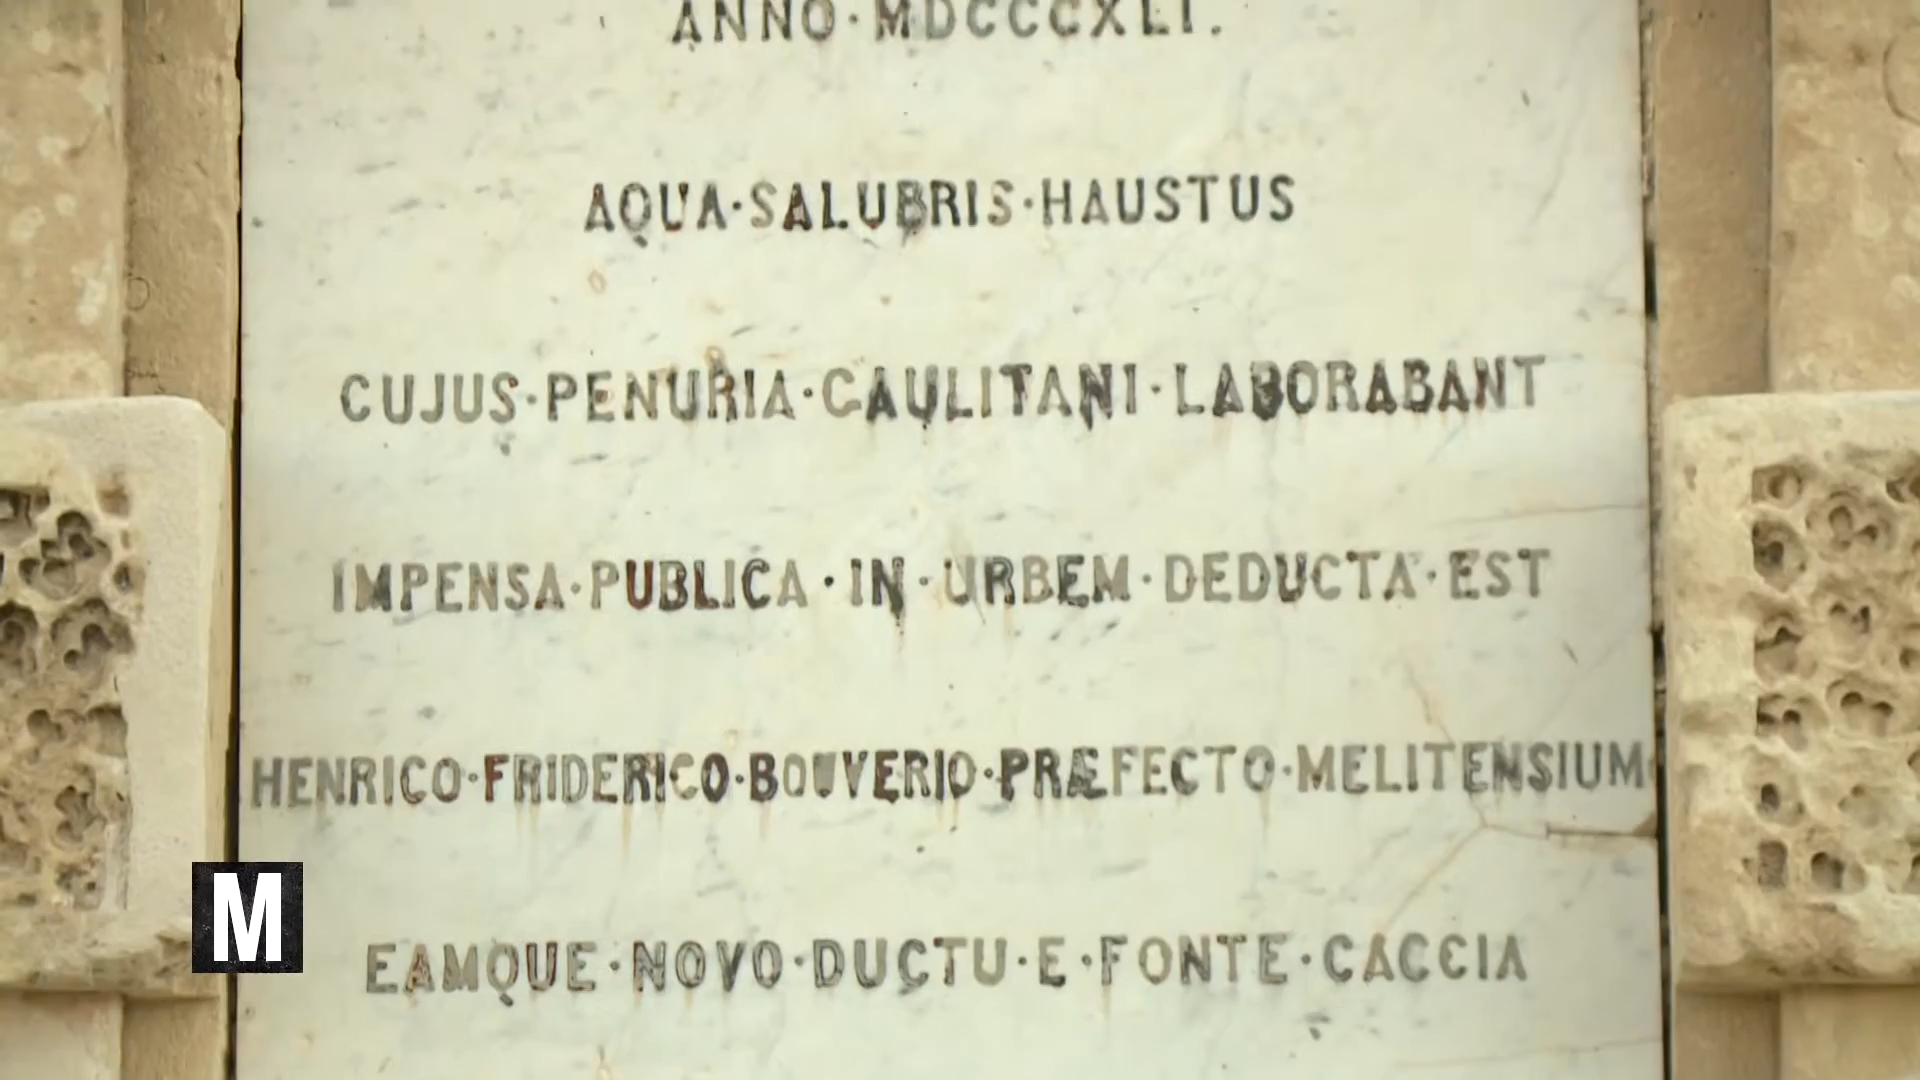 ANNO·MDCCCXLI.
AQUA·SALUBRIS·HAUSTUS
CUJUS·PENURIA·CAULITANI·LABORABANT
IMPENSA·PUBLICA·IN·URBEM·DEDUCTA·EST
HENRICO·FRIDERICO·BOUVERIO·PRÆFECTO·MELITENSIUM
EAMQUE·NOVO·DUCTU·E·FONTE·CACCIA
M